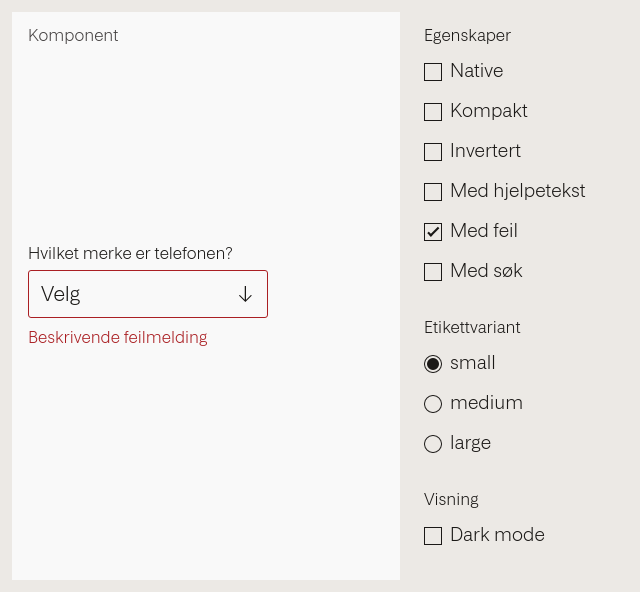 Komponent
Hvilket merke er telefonen?
Velg
Beskrivende feilmelding
Egenskaper
Native
Kompakt
Invertert
Med hjelpetekst
Med feil
Med søk
Etikettvariant
small
medium
large
Visning
Dark mode